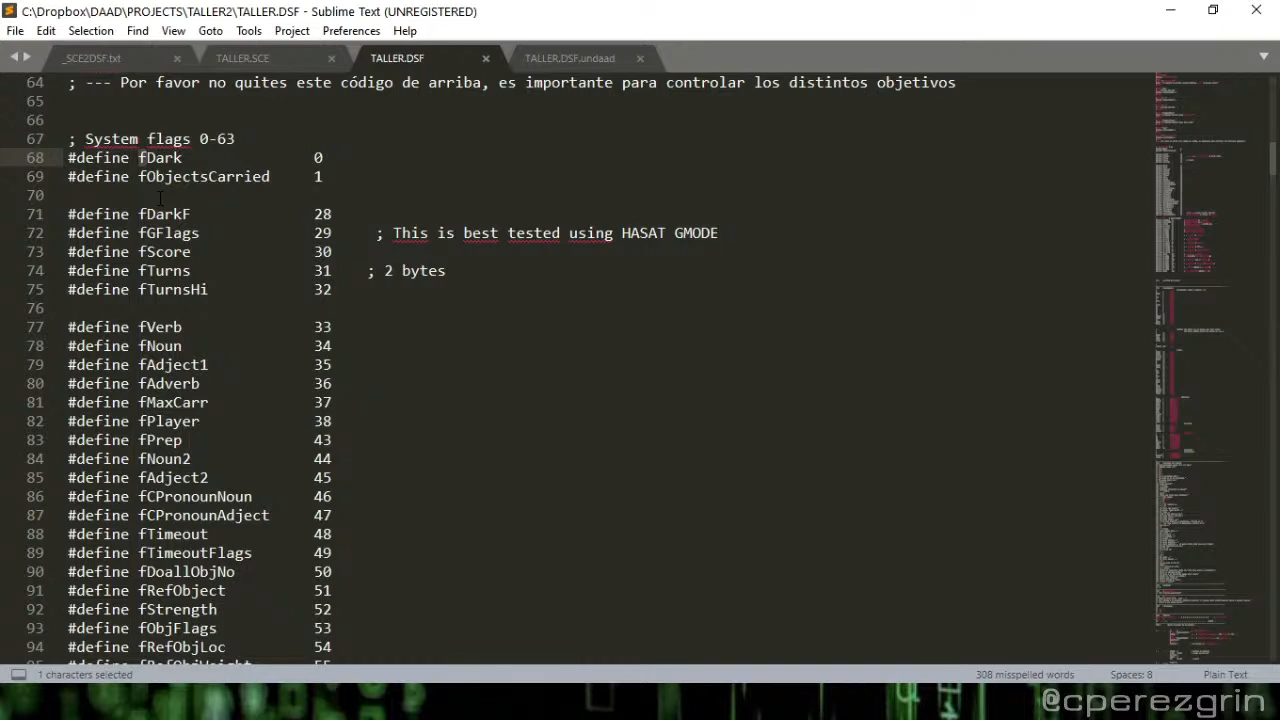 C:\Dropbox\DAAD\PROJECTS\TALLER2\TALLER.DSF - Sublime Text (UNREGISTERED)
File Edit Selection Find View Goto Tools Project Preferences Help
_SCE2DSF.txt TALLER.SCE TALLER.DSF TALLER.DSF.undaad
64 ; --- Por favor no quites este código de arriba, es importante para controlar los distintos objetivos
65
66
67 ; System flags 0-63
68 #define fDark 0
69 #define fObjectsCarried 1
70
71 #define fDarkF 28
72 #define fGFlags 29 ; This is best tested using HASAT GMODE
73 #define fScore 30
74 #define fTurns 31 ; 2 bytes
75 #define fTurnsHi 32
76
77 #define fVerb 33
78 #define fNoun 34
79 #define fAdject1 35
80 #define fAdverb 36
81 #define fMaxCarr 37
82 #define fPlayer 38
83 #define fPrep 43
84 #define fNoun2 44
85 #define fAdject2 45
86 #define fCPronounNoun 46
87 #define fCPronounAdject 47
88 #define fTimeout 48
89 #define fTimeoutFlags 49
90 #define fDoallObjNo 50
91 #define fRefObject 51
92 #define fStrength 52
93 #define fObjFlags 53
94 #define fRefObjLoc 54
95 #define fRefObjWeight 55
1 characters selected 308 misspelled words Spaces: 8 Plain Text
@cperezgrin